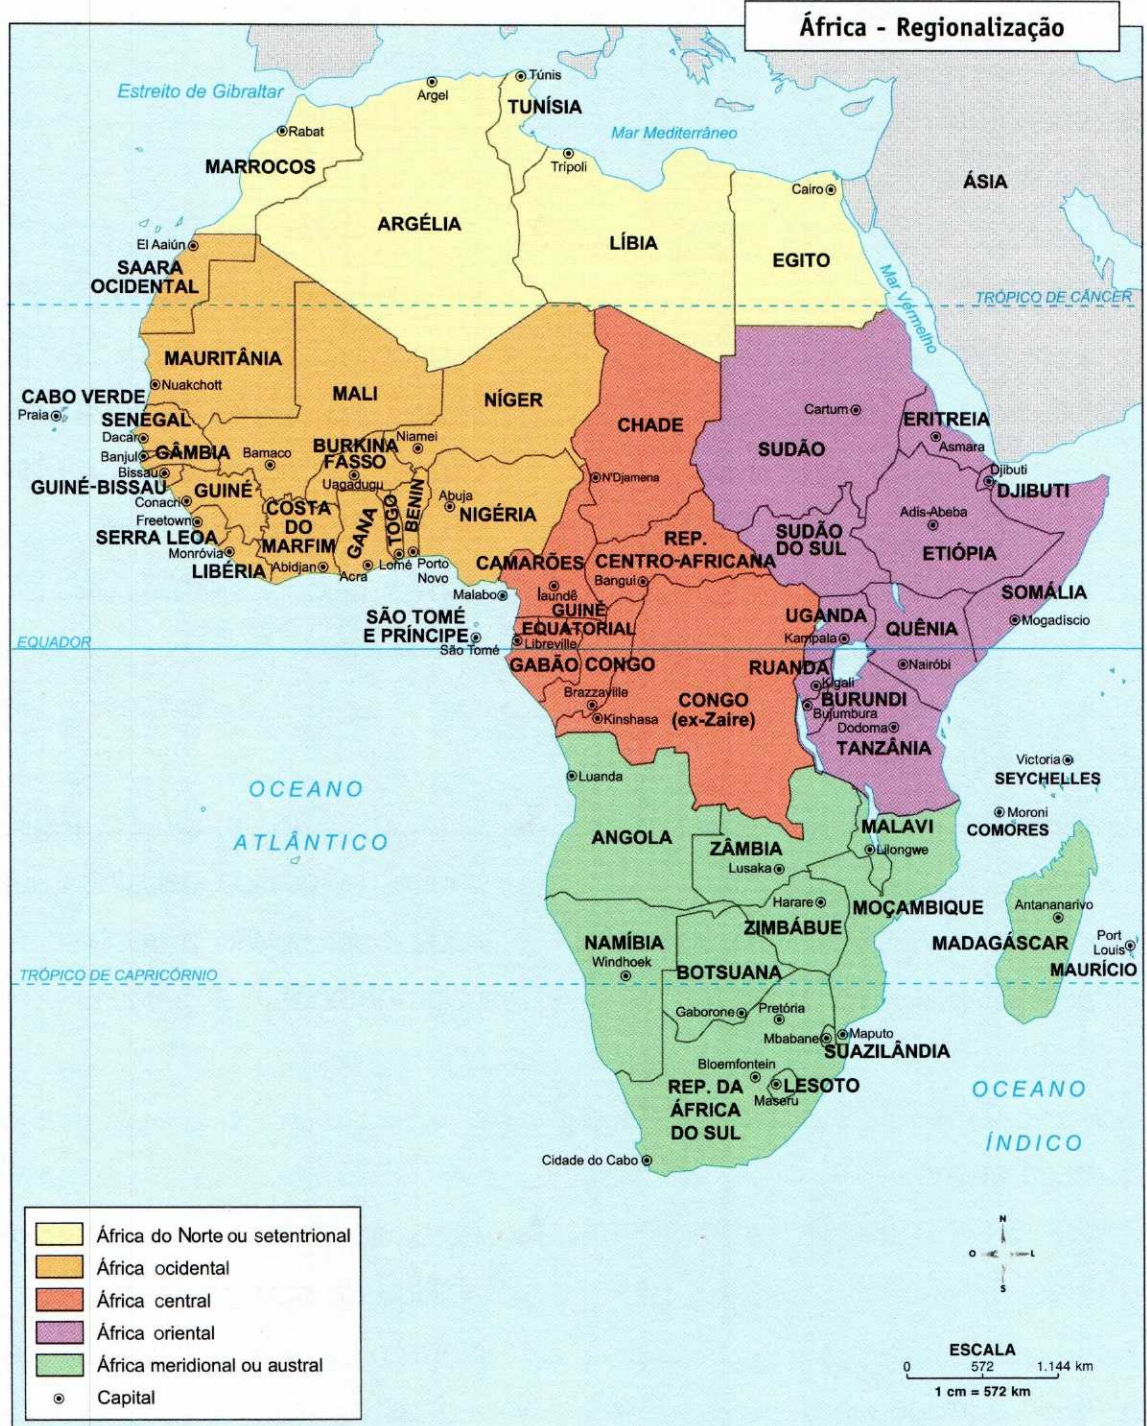 África - Regionalização
Estreito de Gibraltar
Argel
Túnis
TUNÍSIA
Mar Mediterrâneo
Rabat
MARROCOS
Trípoli
Cairo
ÁSIA
ARGÉLIA
LÍBIA
EGITO
El Aaiún
SAARA
OCIDENTAL
Mar Vermelho
TRÓPICO DE CÂNCER
MAURITÂNIA
Nuakchott
CABO VERDE
Praia
MALI
NÍGER
CHADE
SUDÃO
Cartum
ERITREIA
Asmara
SENEGAL
Dacar
GÂMBIA
Banjul
Bissau
GUINÉ-BISSAU
Bamaco
BURKINA
FASSO
Niamei
Uagadugu
N'Djamena
Djibuti
DJIBUTI
GUINÉ
Conacri
Freetown
SERRA LEOA
Monróvia
LIBÉRIA
COSTA
DO
MARFIM
Abidjan
GANA
Acra
TOGO
Lomé
BENIN
Porto
Novo
Abuja
NIGÉRIA
Adis-Abeba
ETIÓPIA
SUDÃO
DO SUL
REP.
CENTRO-AFRICANA
Bangui
CAMARÕES
Iaundê
Malabo
GUINÉ
EQUATORIAL
SÃO TOMÉ
E PRÍNCIPE
São Tomé
Libreville
SOMÁLIA
Mogadiscio
UGANDA
Kampala
QUÊNIA
Nairóbi
EQUADOR
GABÃO
CONGO
Brazzaville
Kinshasa
CONGO
(ex-Zaire)
RUANDA
Kigali
BURUNDI
Bujumbura
Dodoma
TANZÂNIA
Victoria
SEYCHELLES
Moroni
COMORES
OCEANO
ATLÂNTICO
Luanda
ANGOLA
ZÂMBIA
Lusaka
MALAVI
Lilongwe
Harare
ZIMBÁBUE
MOÇAMBIQUE
Antananarivo
MADAGÁSCAR
Port
Louis
MAURÍCIO
NAMÍBIA
Windhoek
BOTSUANA
TRÓPICO DE CAPRICÓRNIO
Gaborone
Pretória
Mbabane
Maputo
SUAZILÂNDIA
Bloemfontein
REP. DA
ÁFRICA
DO SUL
LESOTO
Maseru
Cidade do Cabo
OCEANO
ÍNDICO
África do Norte ou setentrional
África ocidental
África central
África oriental
África meridional ou austral
Capital
N
O
L
S
ESCALA
0 572 1.144 km
1 cm = 572 km